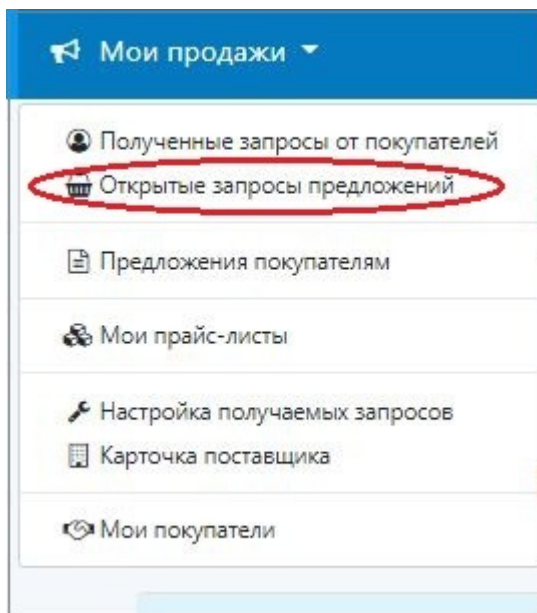 Мои продажи
Полученные запросы от покупателей
Открытые запросы предложений
Предложения покупателям
Мои прайс-листы
Настройка получаемых запросов
Карточка поставщика
Мои покупатели